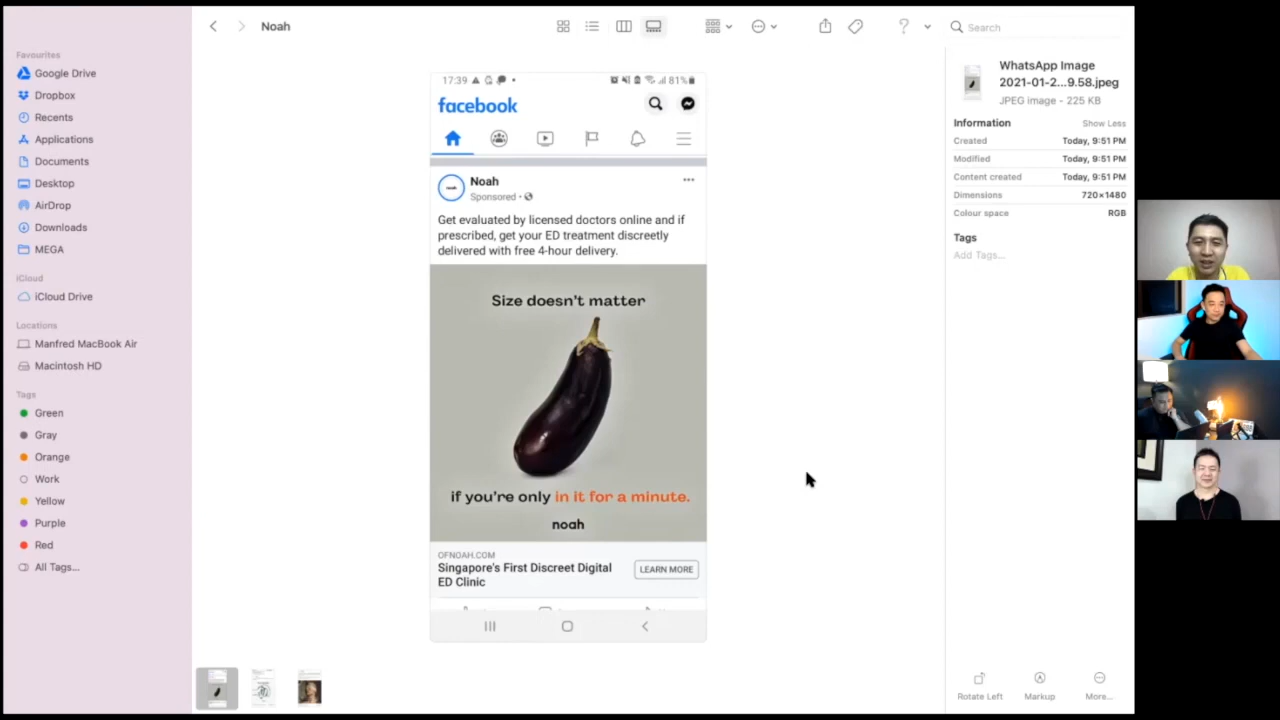 Noah
Search
Favourites
Google Drive
Dropbox
Recents
Applications
Documents
Desktop
AirDrop
Downloads
MEGA
iCloud
iCloud Drive
Locations
Manfred MacBook Air
Macintosh HD
Tags
Green
Gray
Orange
Work
Yellow
Purple
Red
All Tags...
17:39
81%
facebook
Noah
Sponsored
Get evaluated by licensed doctors online and if
prescribed, get your ED treatment discreetly
delivered with free 4-hour delivery.
Size doesn't matter
if you're only in it for a minute.
noah
OFNOAH.COM
Singapore's First Discreet Digital
ED Clinic
LEARN MORE
WhatsApp Image
2021-01-2...9.58.jpeg
JPEG image - 225 KB
Information
Show Less
Created Today, 9:51 PM
Modified Today, 9:51 PM
Content created Today, 9:51 PM
Dimensions 720×1480
Colour space RGB
Tags
Add Tags...
Rotate Left
Markup
More...